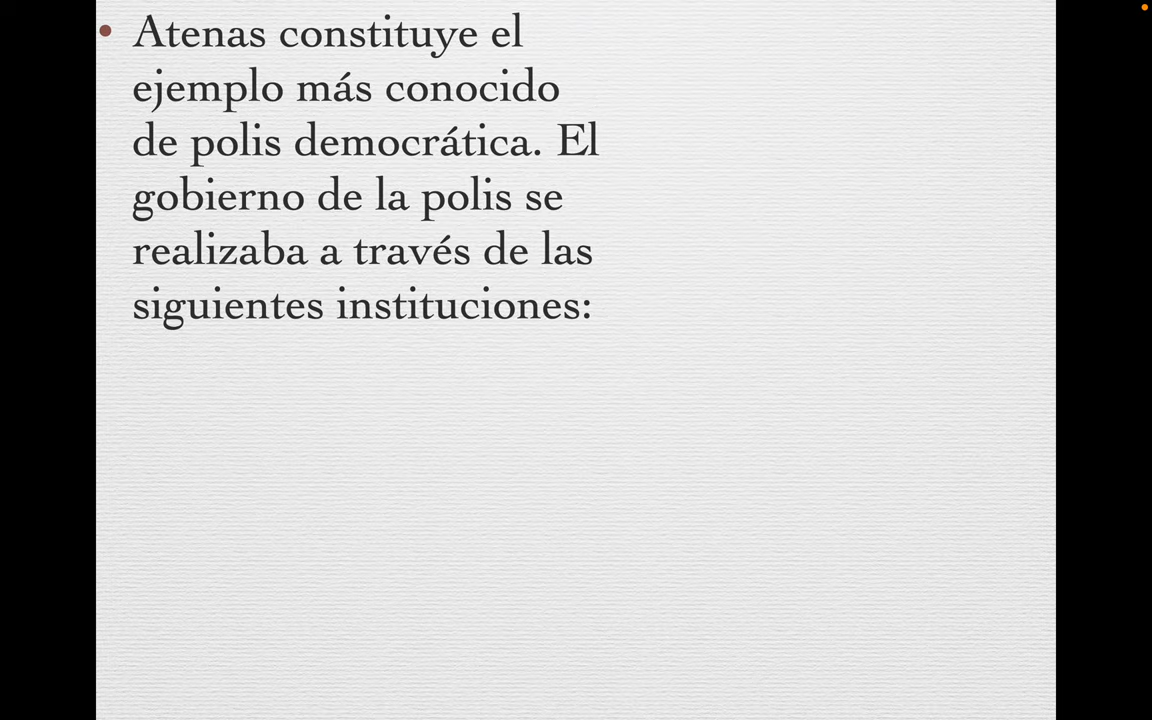 • Atenas constituye el
ejemplo más conocido
de polis democrática. El
gobierno de la polis se
realizaba a través de las
siguientes instituciones: